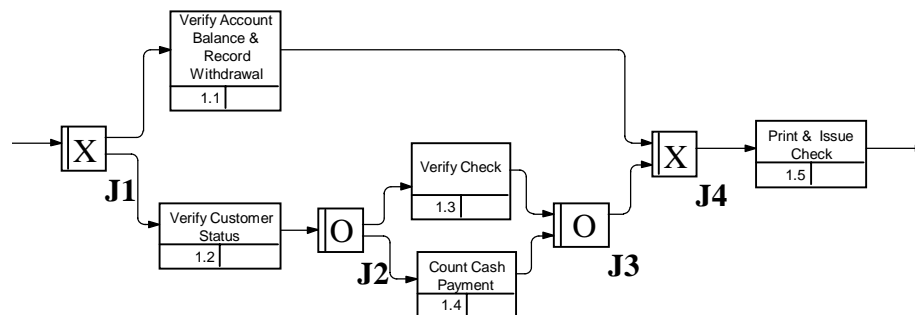 Verify Account
Balance &
Record
Withdrawal
1.1
X
J1
Verify Customer
Status
1.2
O
J2
Verify Check
1.3
Count Cash
Payment
1.4
O
J3
X
J4
Print & Issue
Check
1.5